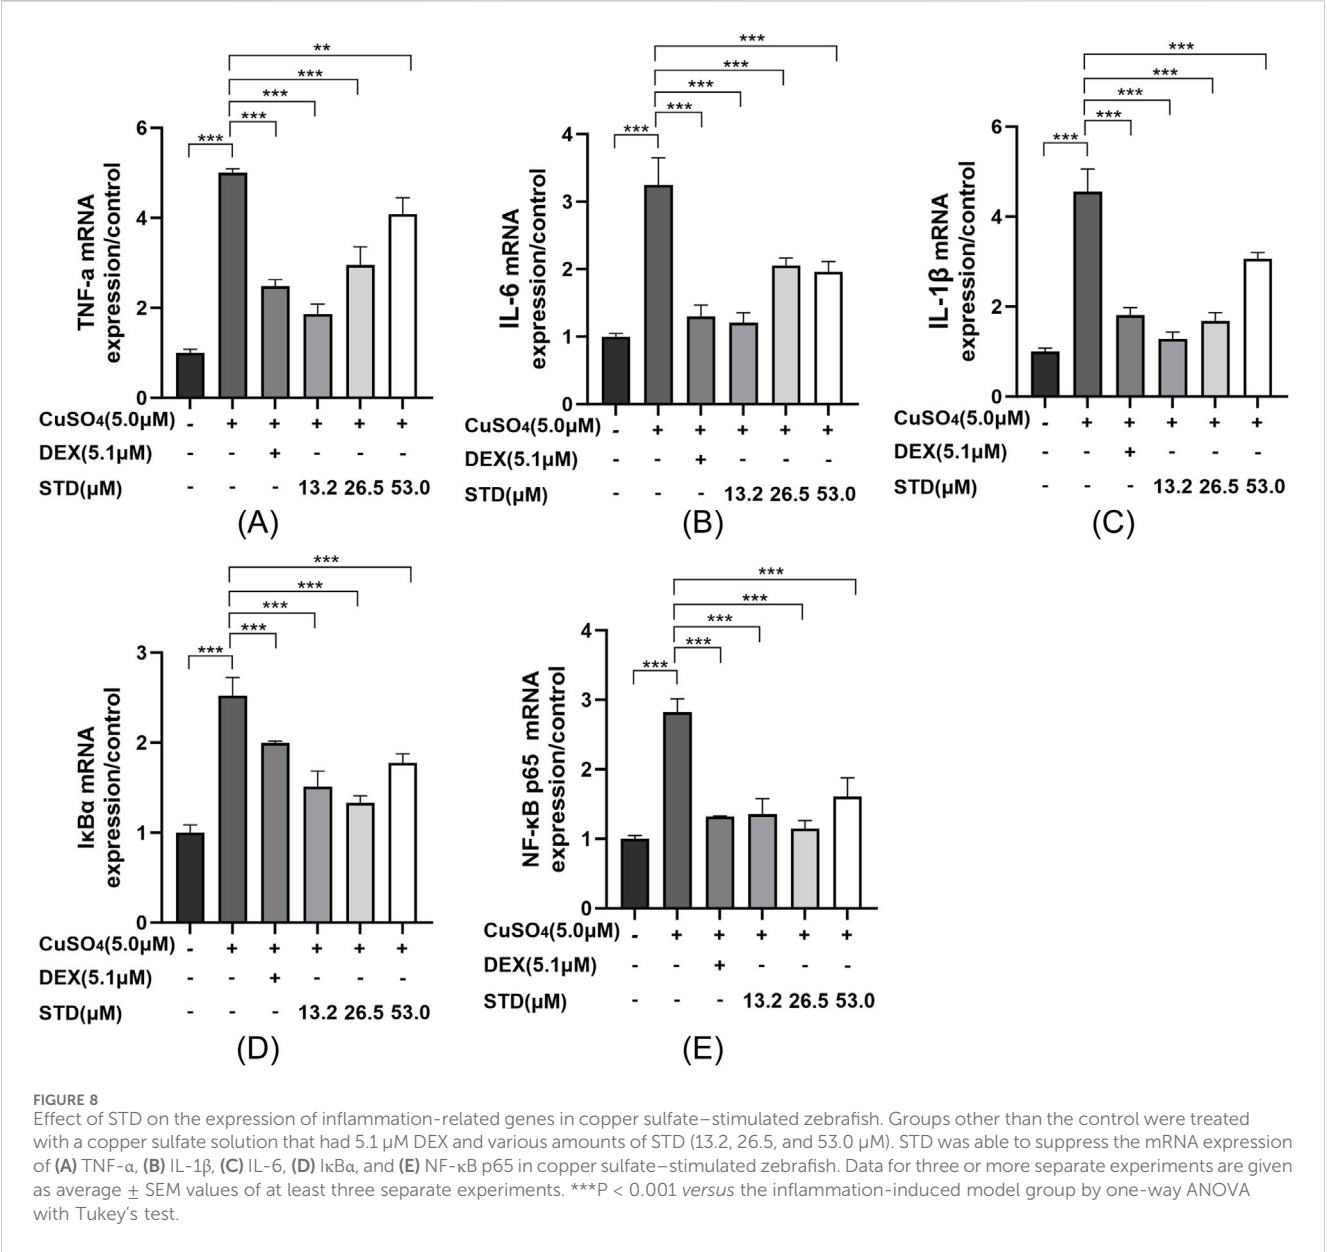 **
***
***
***
***
6
4
2
0
TNF-a mRNA
expression/control
CuSO4(5.0μM) - + + + + +
DEX(5.1μM) - - + - - -
STD(μM) - - - 13.2 26.5 53.0
(A)
***
***
***
***
***
4
3
2
1
0
IL-6 mRNA
expression/control
CuSO4(5.0μM) - + + + + +
DEX(5.1μM) - - + - - -
STD(μM) - - - 13.2 26.5 53.0
(B)
***
***
***
***
***
6
4
2
0
IL-1β mRNA
expression/control
CuSO4(5.0μM) - + + + + +
DEX(5.1μM) - - + - - -
STD(μM) - - - 13.2 26.5 53.0
(C)
***
***
***
***
***
3
2
1
0
IκBα mRNA
expression/control
CuSO4(5.0μM) - + + + + +
DEX(5.1μM) - - + - - -
STD(μM) - - - 13.2 26.5 53.0
(D)
***
***
***
***
***
4
3
2
1
0
NF-κB p65 mRNA
expression/control
CuSO4(5.0μM) - + + + + +
DEX(5.1μM) - - + - - -
STD(μM) - - - 13.2 26.5 53.0
(E)
FIGURE 8
Effect of STD on the expression of inflammation-related genes in copper sulfate–stimulated zebrafish. Groups other than the control were treated
with a copper sulfate solution that had 5.1 μM DEX and various amounts of STD (13.2, 26.5, and 53.0 μM). STD was able to suppress the mRNA expression
of (A) TNF-α, (B) IL-1β, (C) IL-6, (D) IκBα, and (E) NF-κB p65 in copper sulfate–stimulated zebrafish. Data for three or more separate experiments are given
as average ± SEM values of at least three separate experiments. ***P < 0.001 versus the inflammation-induced model group by one-way ANOVA
with Tukey's test.